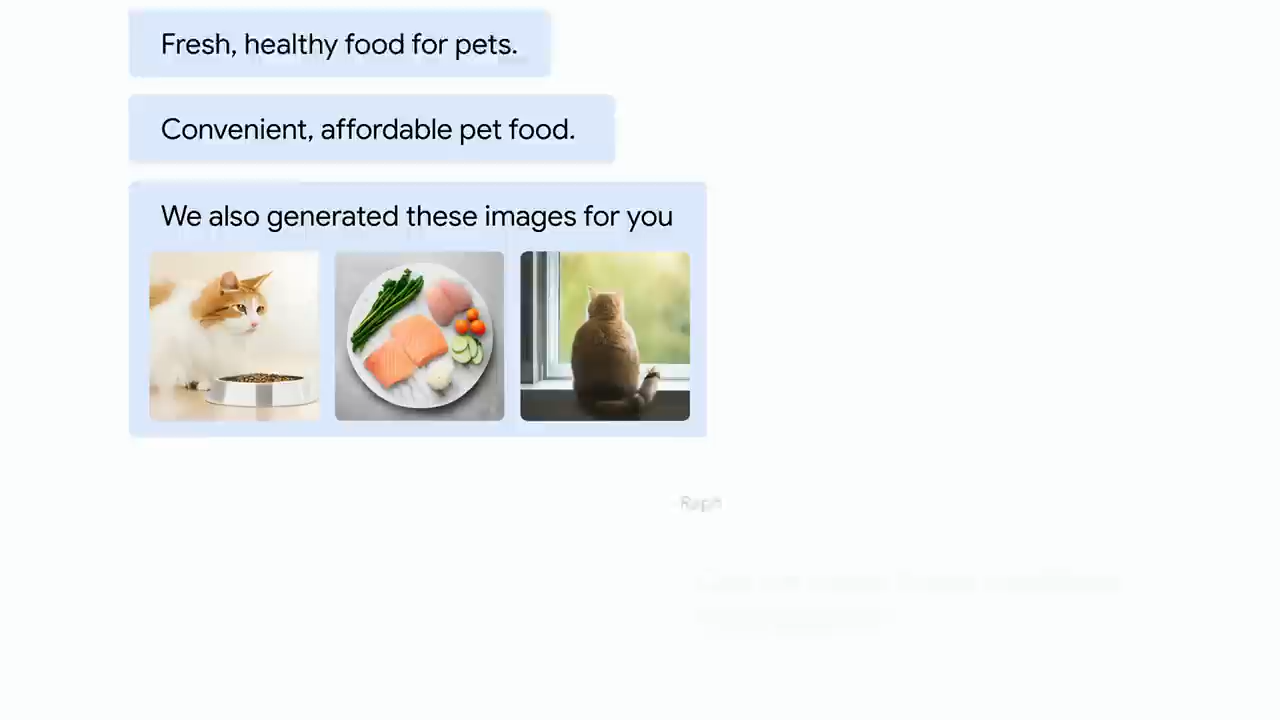 Fresh, healthy food for pets.
Convenient, affordable pet food.
We also generated these images for you